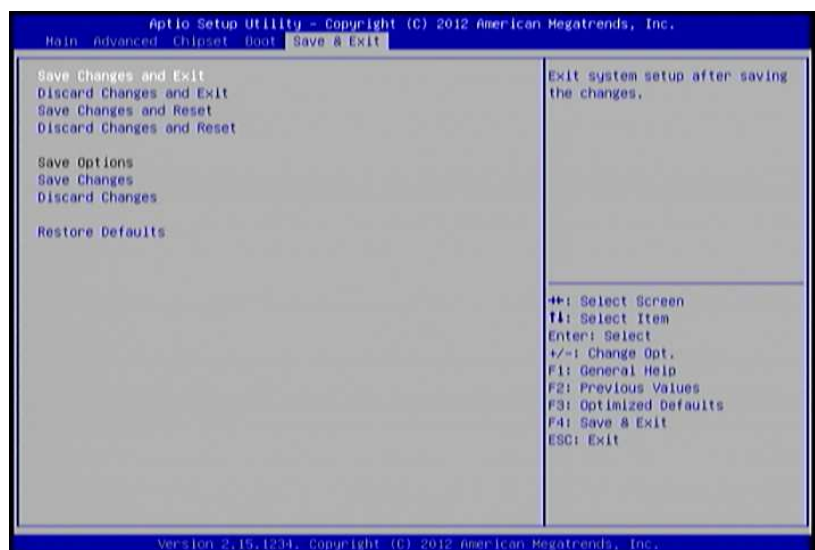 Aptio Setup Utility – Copyright (C) 2012 American Megatrends, Inc.
Main Advanced Chipset Boot Save & Exit
Save Changes and Exit
Discard Changes and Exit
Save Changes and Reset
Discard Changes and Reset
Save Options
Save Changes
Discard Changes
Restore Defaults
Exit system setup after saving
the changes.
→←: Select Screen
↑↓: Select Item
Enter: Select
+/-: Change Opt.
F1: General Help
F2: Previous Values
F3: Optimized Defaults
F4: Save & Exit
ESC: Exit
Version 2.15.1234. Copyright (C) 2012 American Megatrends, Inc.